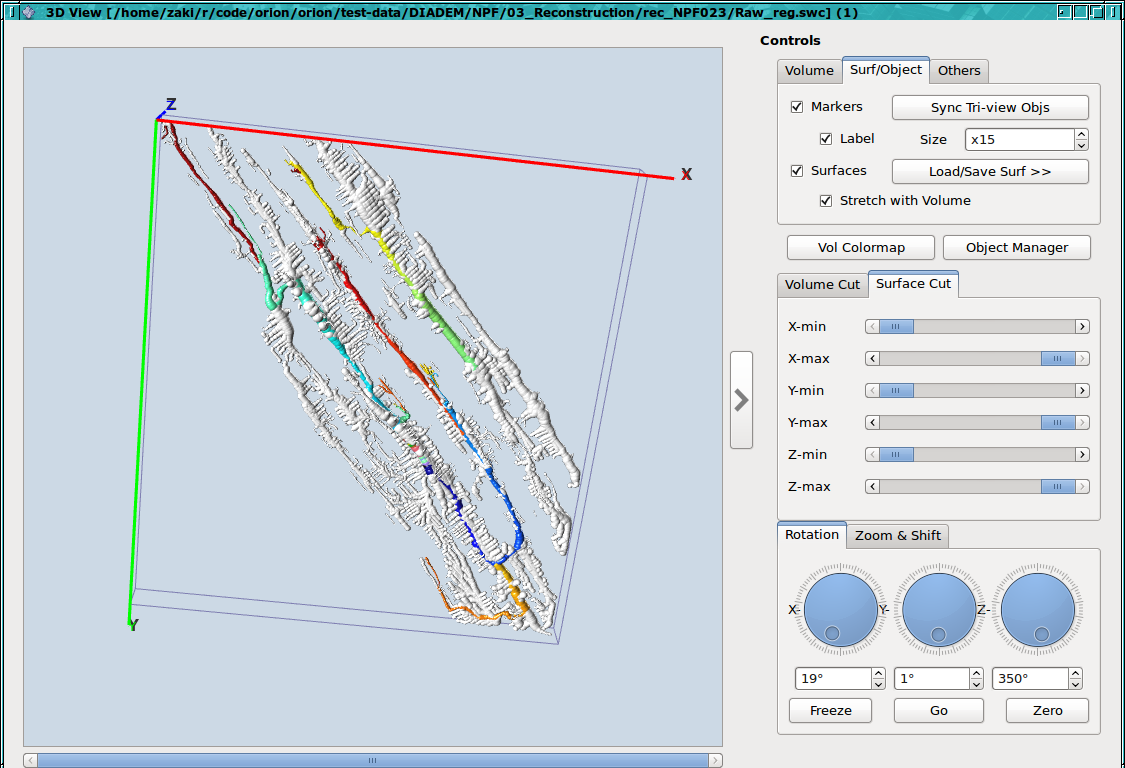 3D View [/home/zaki/r/code/orion/orion/test-data/DIADEM/NPF/03_Reconstruction/rec_NPF023/Raw_reg.swc] (1)
Controls
Volume Surf/Object Others
Markers Sync Tri-view Objs
Label Size x15
Surfaces Load/Save Surf >>
Stretch with Volume
Vol Colormap Object Manager
Volume Cut Surface Cut
X-min
X-max
Y-min
Y-max
Z-min
Z-max
Rotation Zoom & Shift
X- Y- Z-
19° 1° 350°
Freeze Go Zero
Z
X
Y